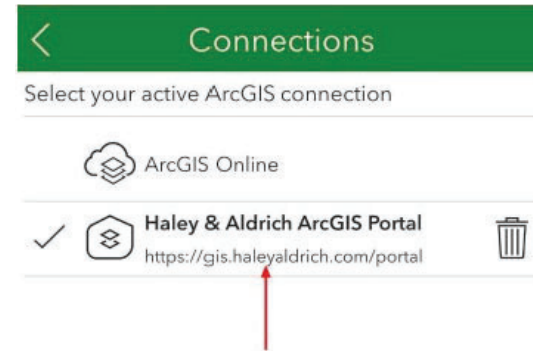 Connections
Select your active ArcGIS connection
ArcGIS Online
Haley & Aldrich ArcGIS Portal
https://gis.haleyaldrich.com/portal